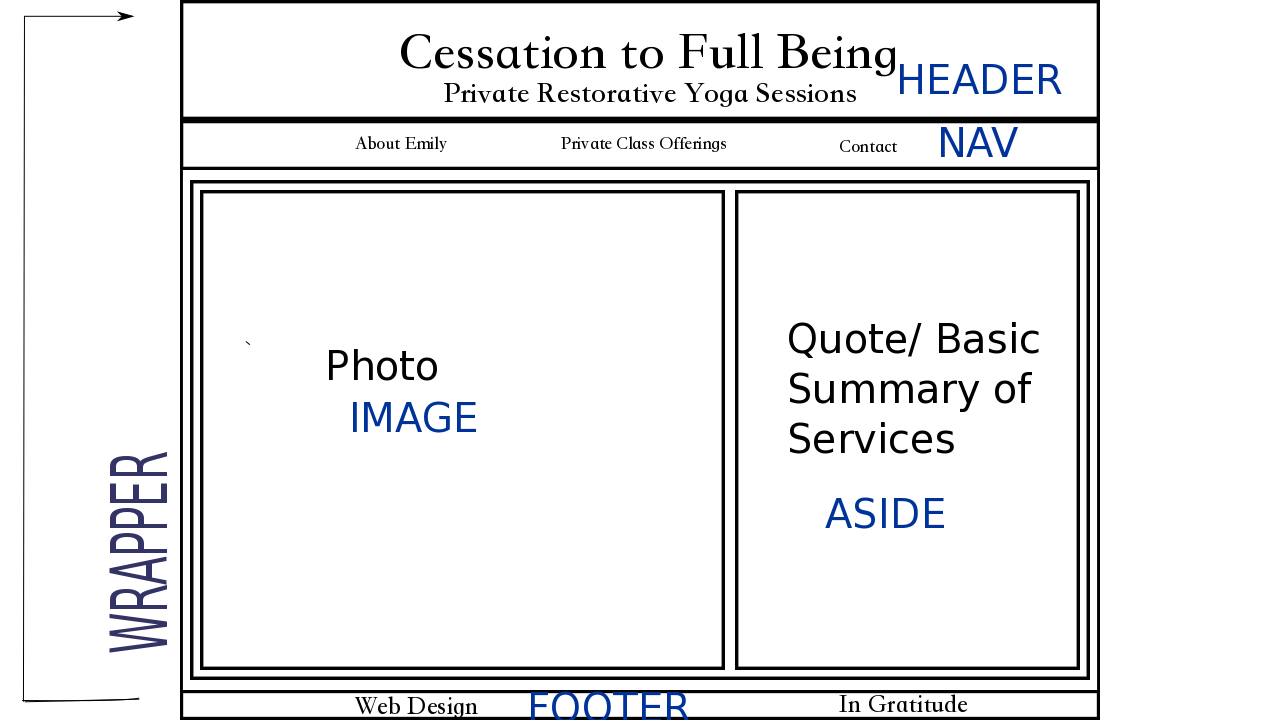 Cessation to Full Being
Private Restorative Yoga Sessions
HEADER
About Emily
Private Class Offerings
Contact
NAV
Photo
IMAGE
Quote/ Basic
Summary of
Services
ASIDE
WRAPPER
Web Design
FOOTER
In Gratitude